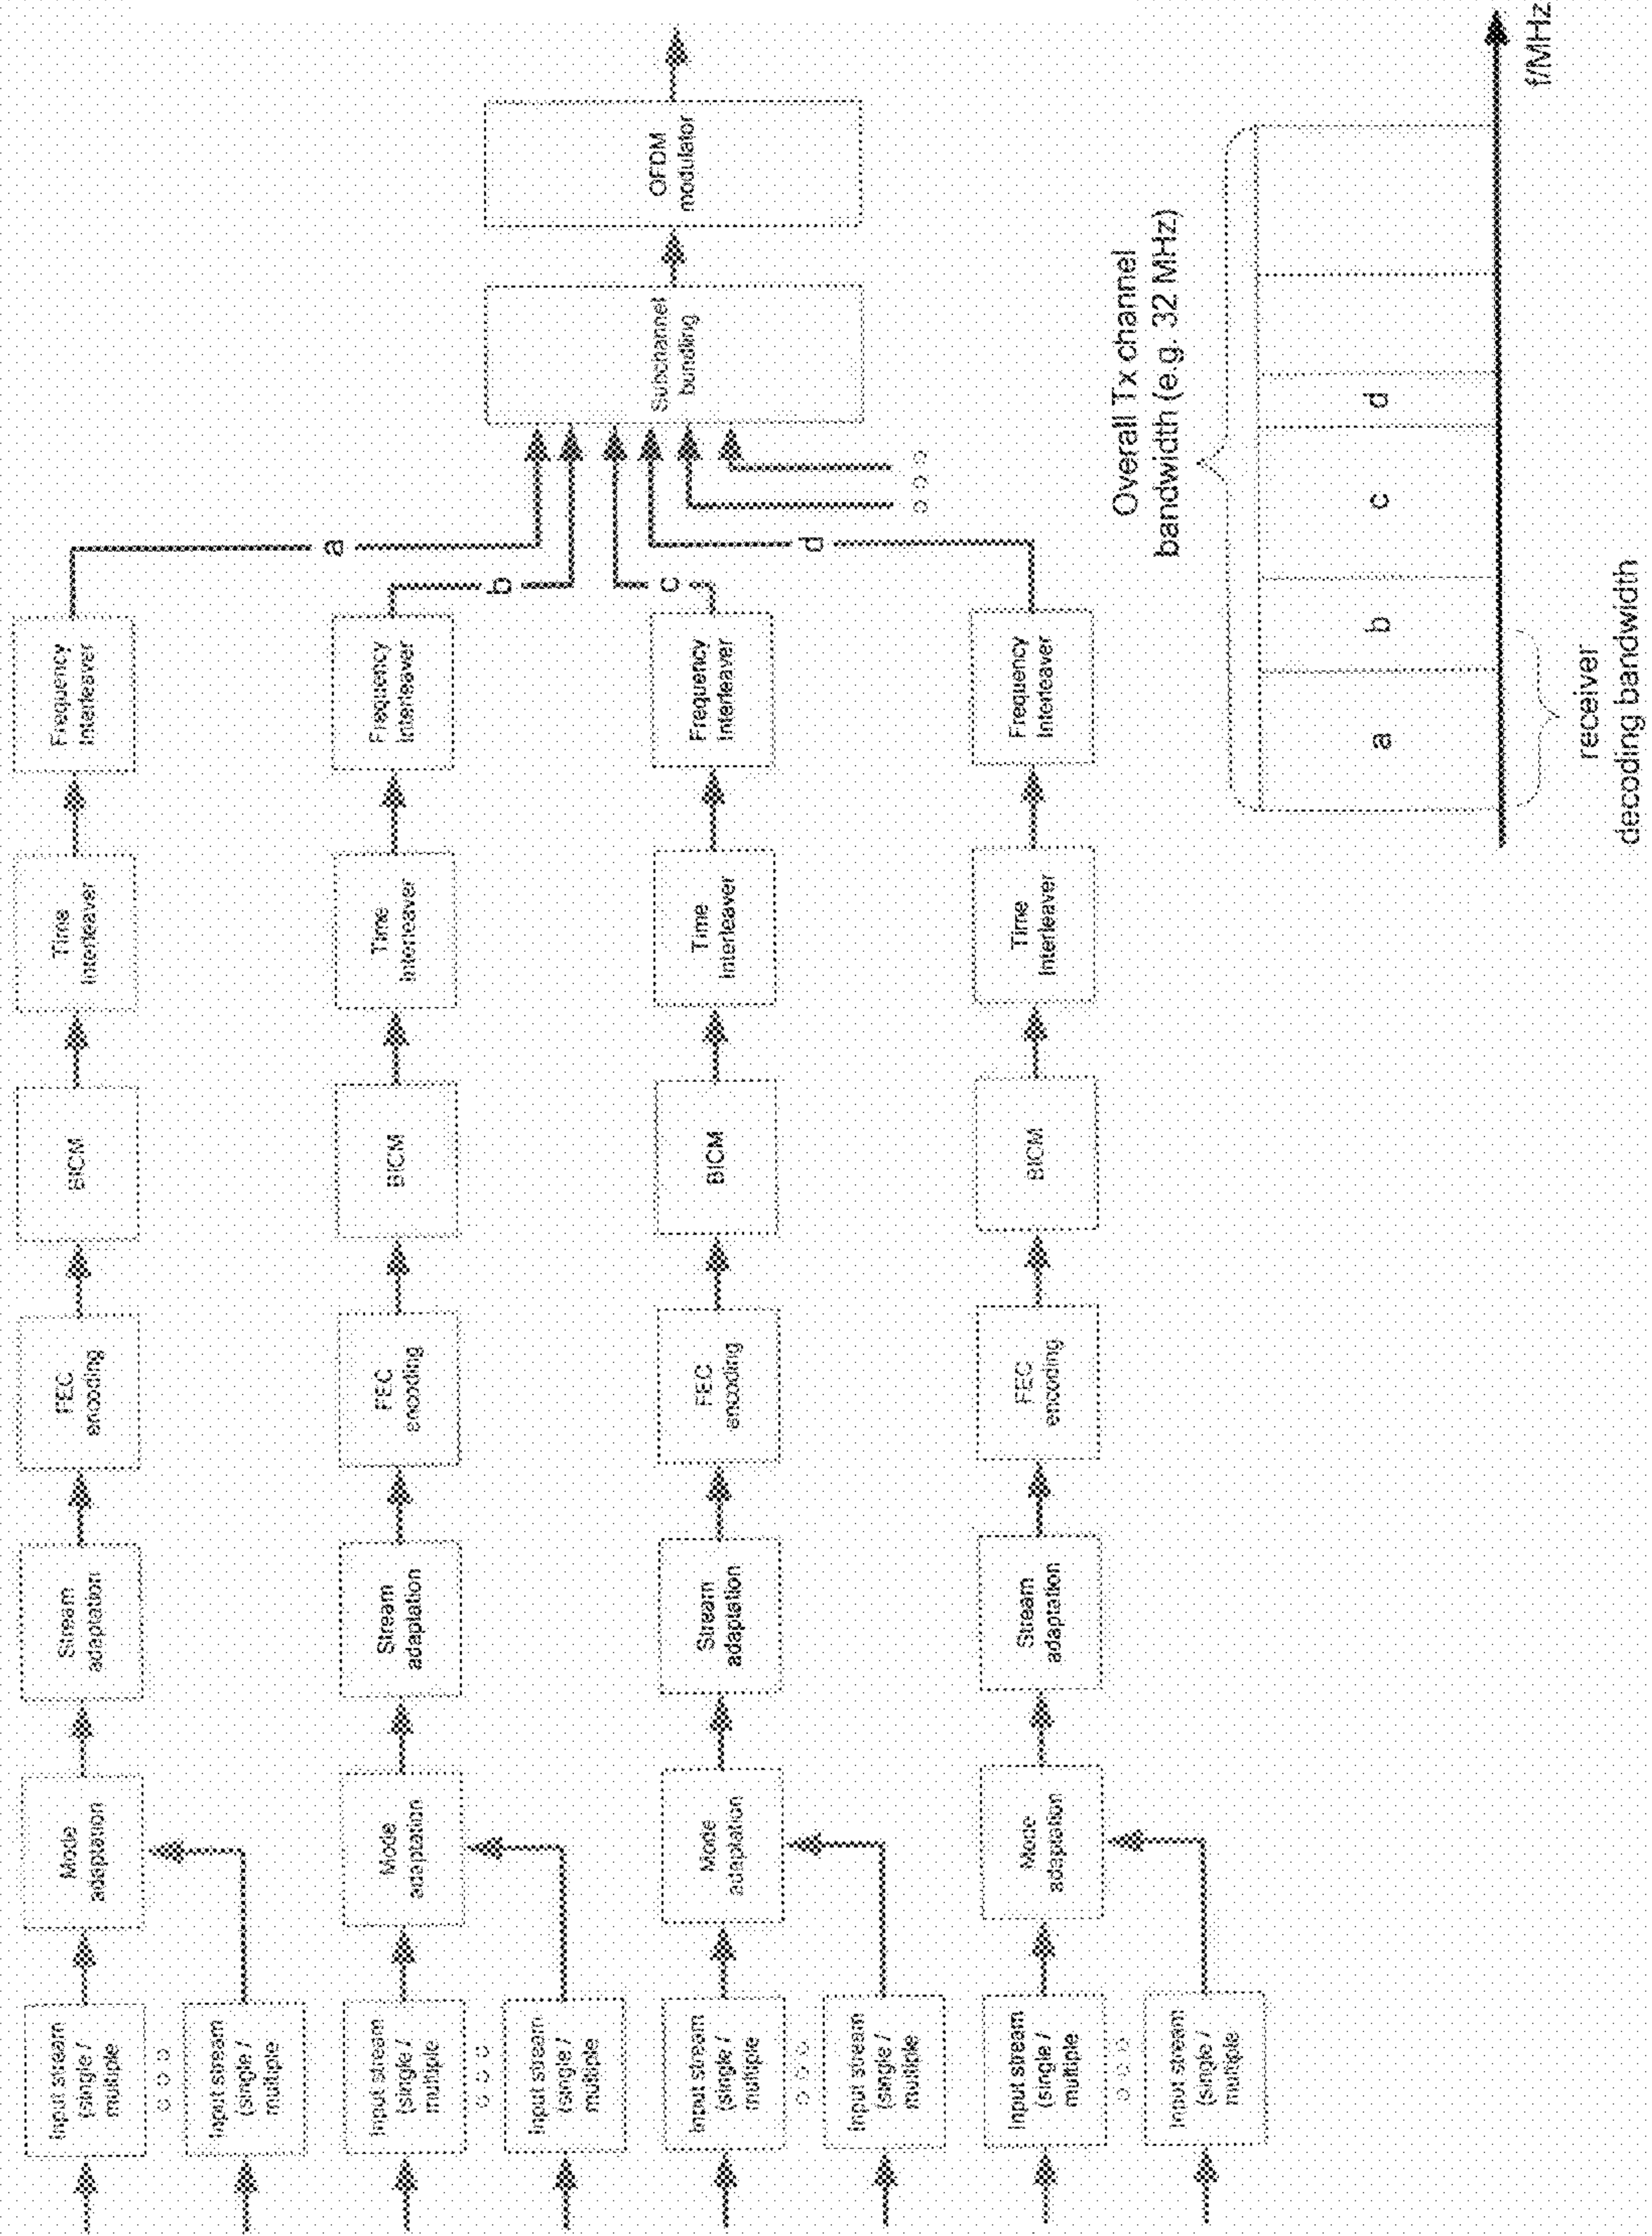 Input stream
(single /
multiple
Mode
adaptation
Stream
adaptation
FEC
encoding
BICM
Time
Interleaver
Frequency
Interleaver
a
Input stream
(single /
multiple
Input stream
(single /
multiple
Mode
adaptation
Stream
adaptation
FEC
encoding
BICM
Time
Interleaver
Frequency
Interleaver
b
Input stream
(single /
multiple
Subchannel
bundling
OFDM
modulator
Input stream
(single /
multiple
Mode
adaptation
Stream
adaptation
FEC
encoding
BICM
Time
Interleaver
Frequency
Interleaver
c
Input stream
(single /
multiple
d
Input stream
(single /
multiple
Mode
adaptation
Stream
adaptation
FEC
encoding
BICM
Time
Interleaver
Frequency
Interleaver
Input stream
(single /
multiple
Overall Tx channel
bandwidth (e.g. 32 MHz)
a
b
c
d
f/MHz
receiver
decoding bandwidth